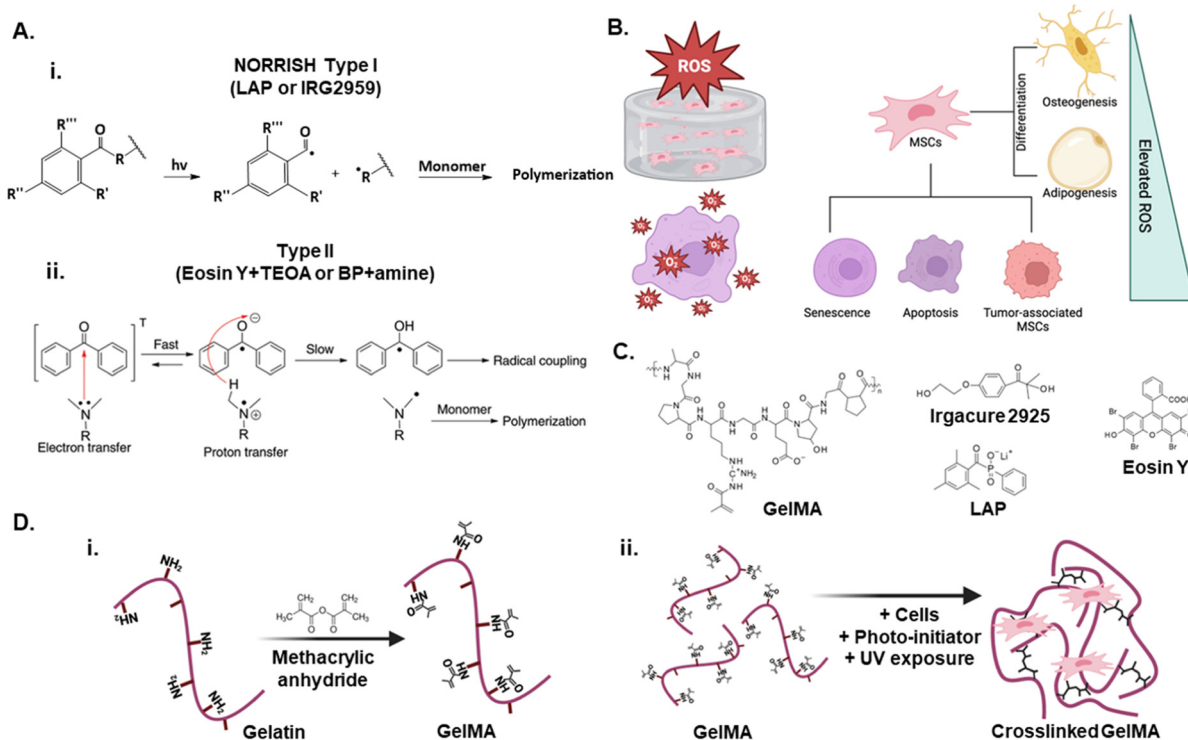 A.
i.
NORRISH Type I
(LAP or IRG2959)
R'''
O
R
R''
R'
hν
R'''
O
R''
R'
+
R
Monomer
Polymerization
ii.
Type II
(Eosin Y+TEOA or BP+amine)
O
T
N
R
Electron transfer
Fast
O
H
N
R
Proton transfer
Slow
OH
N
R
Radical coupling
Monomer
Polymerization
B.
ROS
MSCs
Differentiation
Osteogenesis
Adipogenesis
Elevated ROS
Senescence
Apoptosis
Tumor-associated
MSCs
C.
GelMA
Irgacure 2925
LAP
Eosin Y
D.
i.
NH2
NH2
NH2
NH2
NH2
Gelatin
Methacrylic
anhydride
GelMA
ii.
GelMA
+ Cells
+ Photo-initiator
+ UV exposure
Crosslinked GelMA